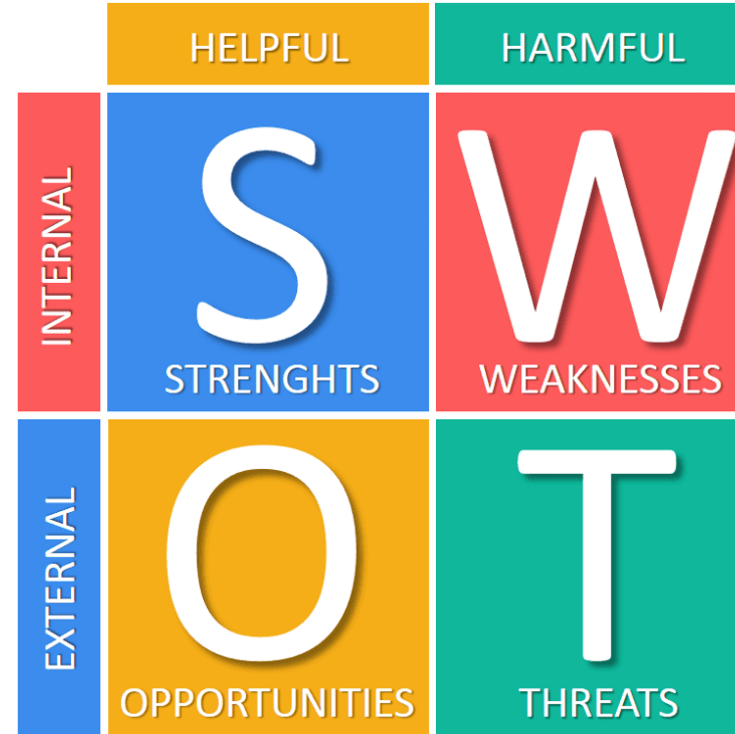 HELPFUL
HARMFUL
INTERNAL
S
STRENGHTS
W
WEAKNESSES
EXTERNAL
O
OPPORTUNITIES
T
THREATS